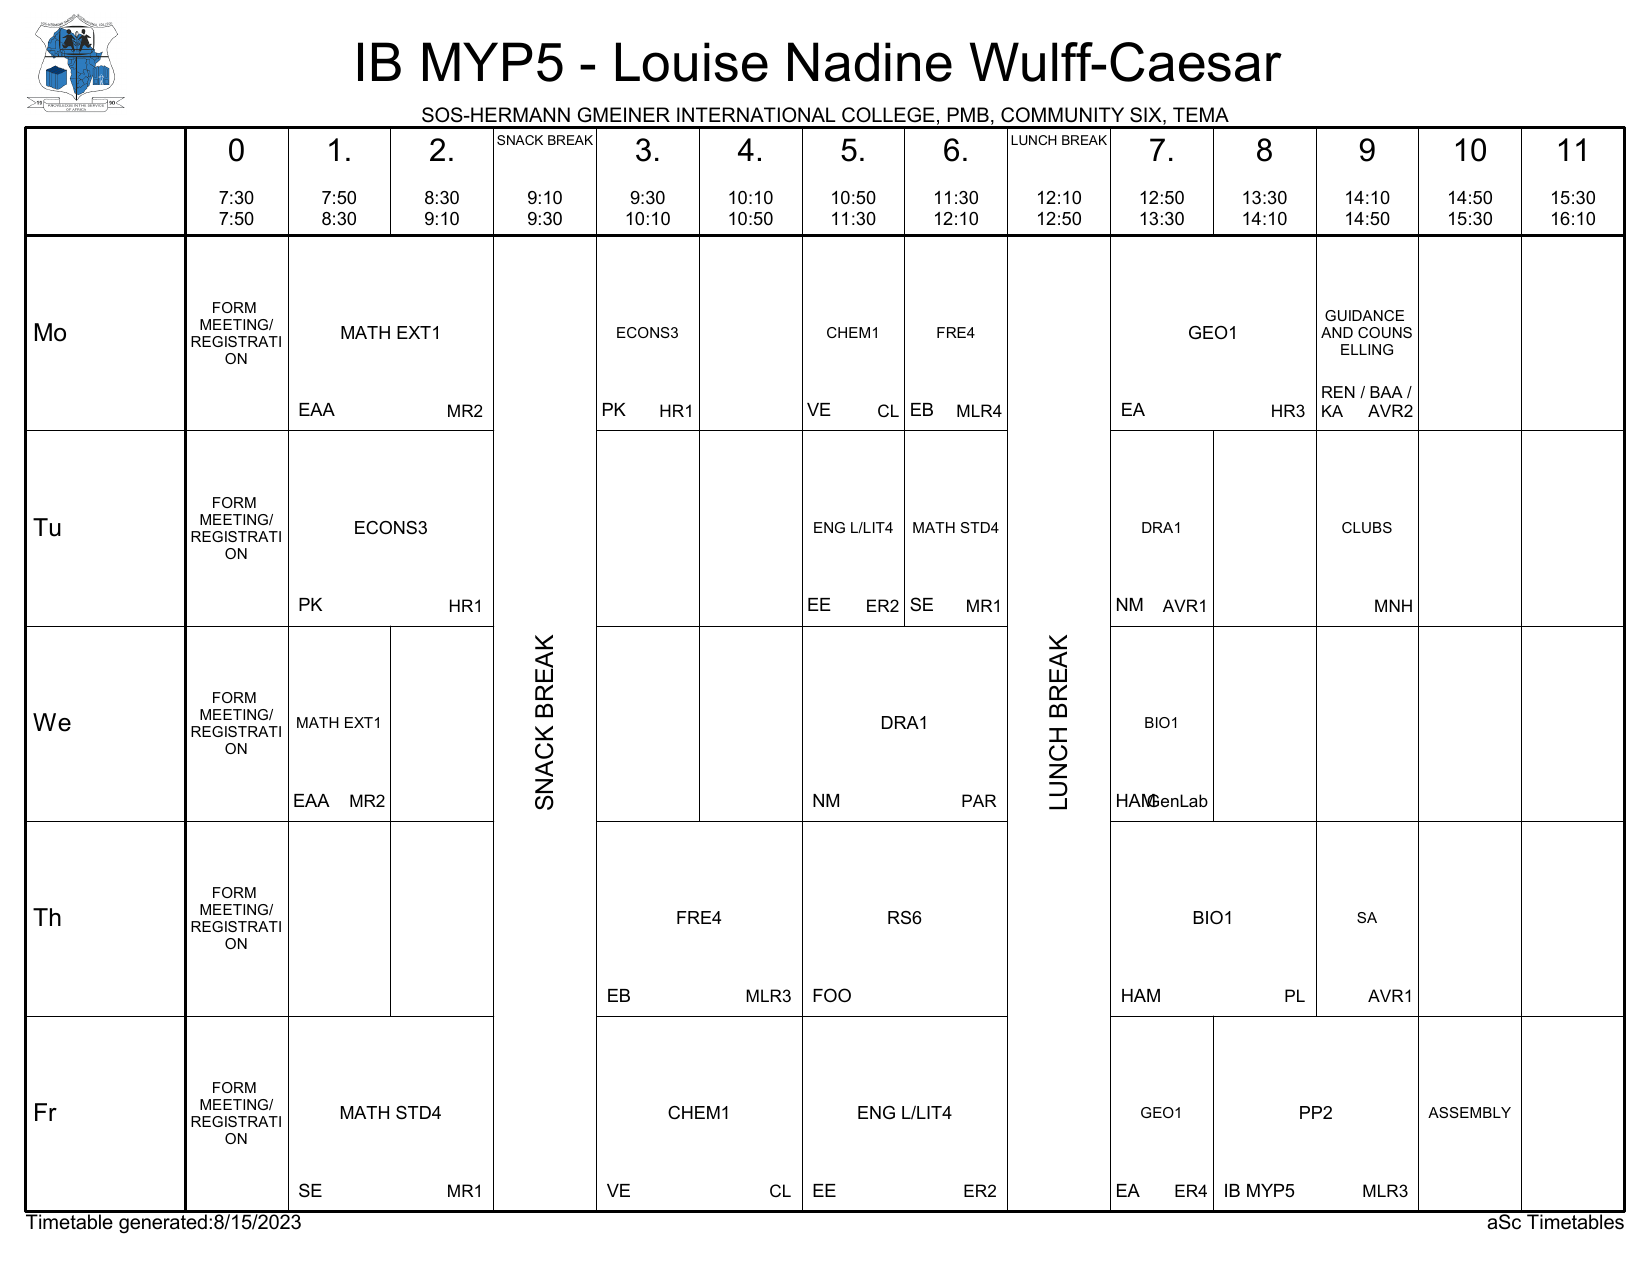 IB MYP5 - Louise Nadine Wulff-Caesar
SOS-HERMANN GMEINER INTERNATIONAL COLLEGE, PMB, COMMUNITY SIX, TEMA
KNOWLEDGE IN THE SERVICE
OF AFRICA
19 90
0 1. 2. SNACK BREAK 3. 4. 5. 6. LUNCH BREAK 7. 8 9 10 11
7:30 7:50 8:30 9:10 9:30 10:10 10:50 11:30 12:10 12:50 13:30 14:10 14:50 15:30
7:50 8:30 9:10 9:30 10:10 10:50 11:30 12:10 12:50 13:30 14:10 14:50 15:30 16:10
SNACK BREAK
LUNCH BREAK
Mo
FORM
MEETING/
REGISTRATI
ON
MATH EXT1
EAA MR2
ECONS3
PK HR1
CHEM1
VE CL
FRE4
EB MLR4
GEO1
EA HR3
GUIDANCE
AND COUNS
ELLING
REN / BAA /
KA AVR2
Tu
FORM
MEETING/
REGISTRATI
ON
ECONS3
PK HR1
ENG L/LIT4
EE ER2
MATH STD4
SE MR1
DRA1
NM AVR1
CLUBS
MNH
We
FORM
MEETING/
REGISTRATI
ON
MATH EXT1
EAA MR2
DRA1
NM PAR
BIO1
HAM GenLab
Th
FORM
MEETING/
REGISTRATI
ON
FRE4
EB MLR3
RS6
FOO
BIO1
HAM PL
SA
AVR1
Fr
FORM
MEETING/
REGISTRATI
ON
MATH STD4
SE MR1
CHEM1
VE CL
ENG L/LIT4
EE ER2
GEO1
EA ER4
PP2
IB MYP5 MLR3
ASSEMBLY
Timetable generated:8/15/2023
aSc Timetables